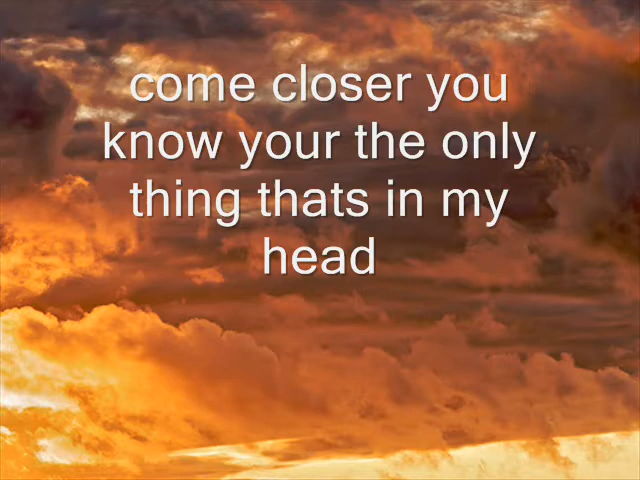 come closer you
know your the only
thing thats in my
head